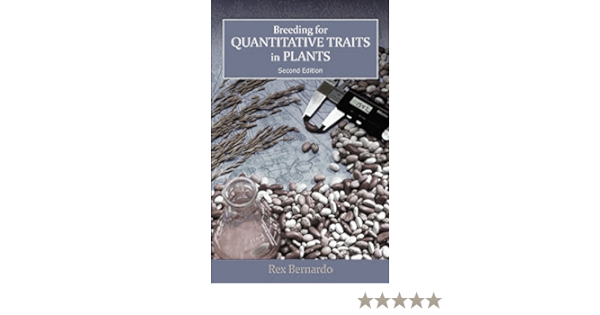 Breeding for
QUANTITATIVE TRAITS
in PLANTS
Second Edition
Rex Bernardo